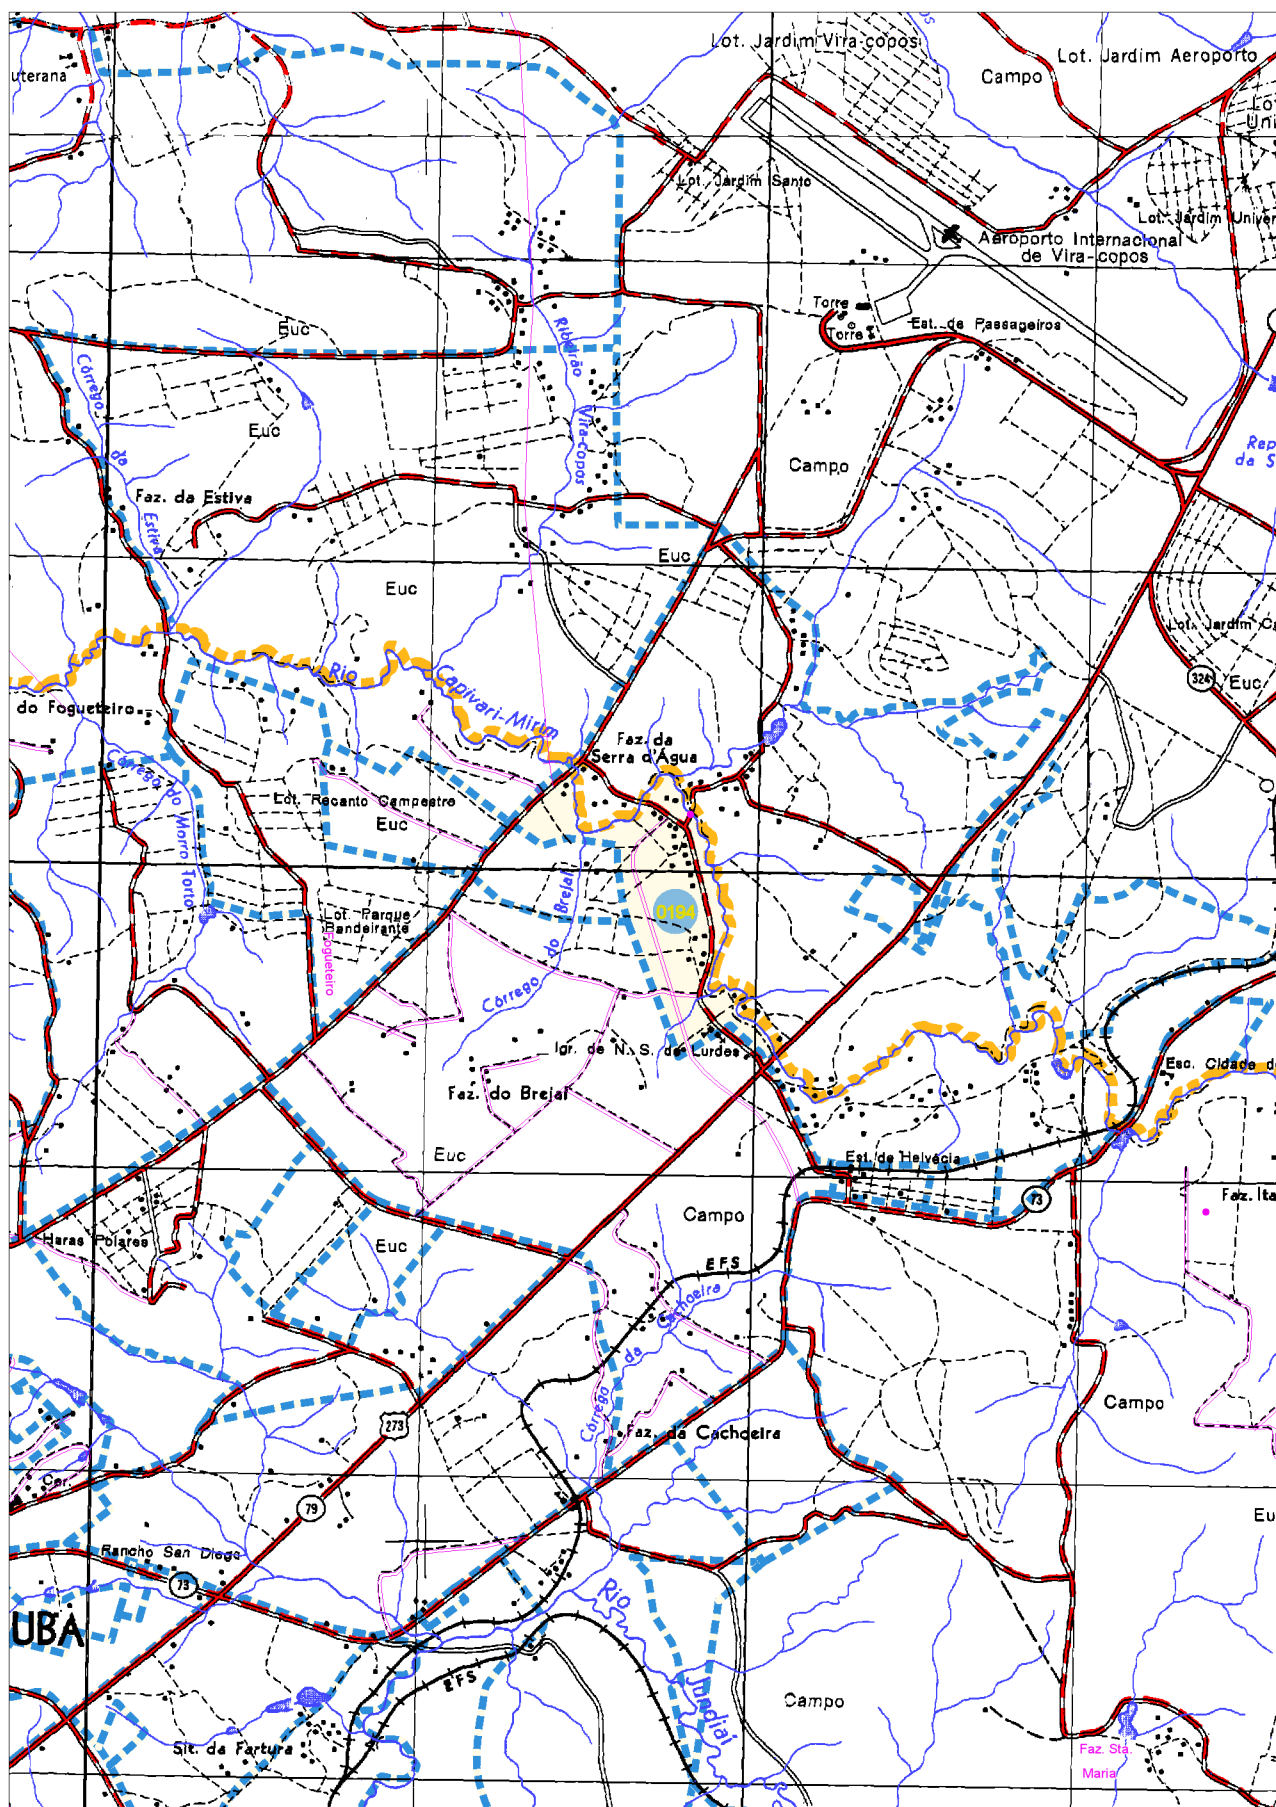 Lot. Jardim Vira-copos
Lot. Jardim Aeroporto
Campo
uterana
Lot. Jardim Santo
Lot. Jardim Univer
Aeroporto Internacional
de Vira-copos
Torre
Torre
Est. de Passageiros
Euc
Ribeirão
Vira-copos
Córrego
da
Estiva
Euc
Campo
Rep
da S
Faz. da Estiva
Euc
Euc
Lot. Jardim Ca
324
Euc
Rio
Capivari-Mirim
do Fogueteiro
Faz. da
Serra d'Água
Córrego do Morro Torto
Lot. Recanto Campestre
Euc
0194
Lot. Parque
Bandeirante
Fogueteiro
Córrego
do
Brejal
Igr. de N. S. de Lurdes
Esc. Cidade d
Faz. do Brejal
Euc
Est. de Helvécia
73
Faz. Ita
Campo
Haras Polares
Euc
EFS
Córrego
da
Cachoeira
Campo
273
Faz. da Cachoeira
Cer.
79
Eu
Rancho San Diego
73
Rio
Jundiaí
UBA
EFS
Campo
Sit. da Fartura
Faz. Sta.
Maria